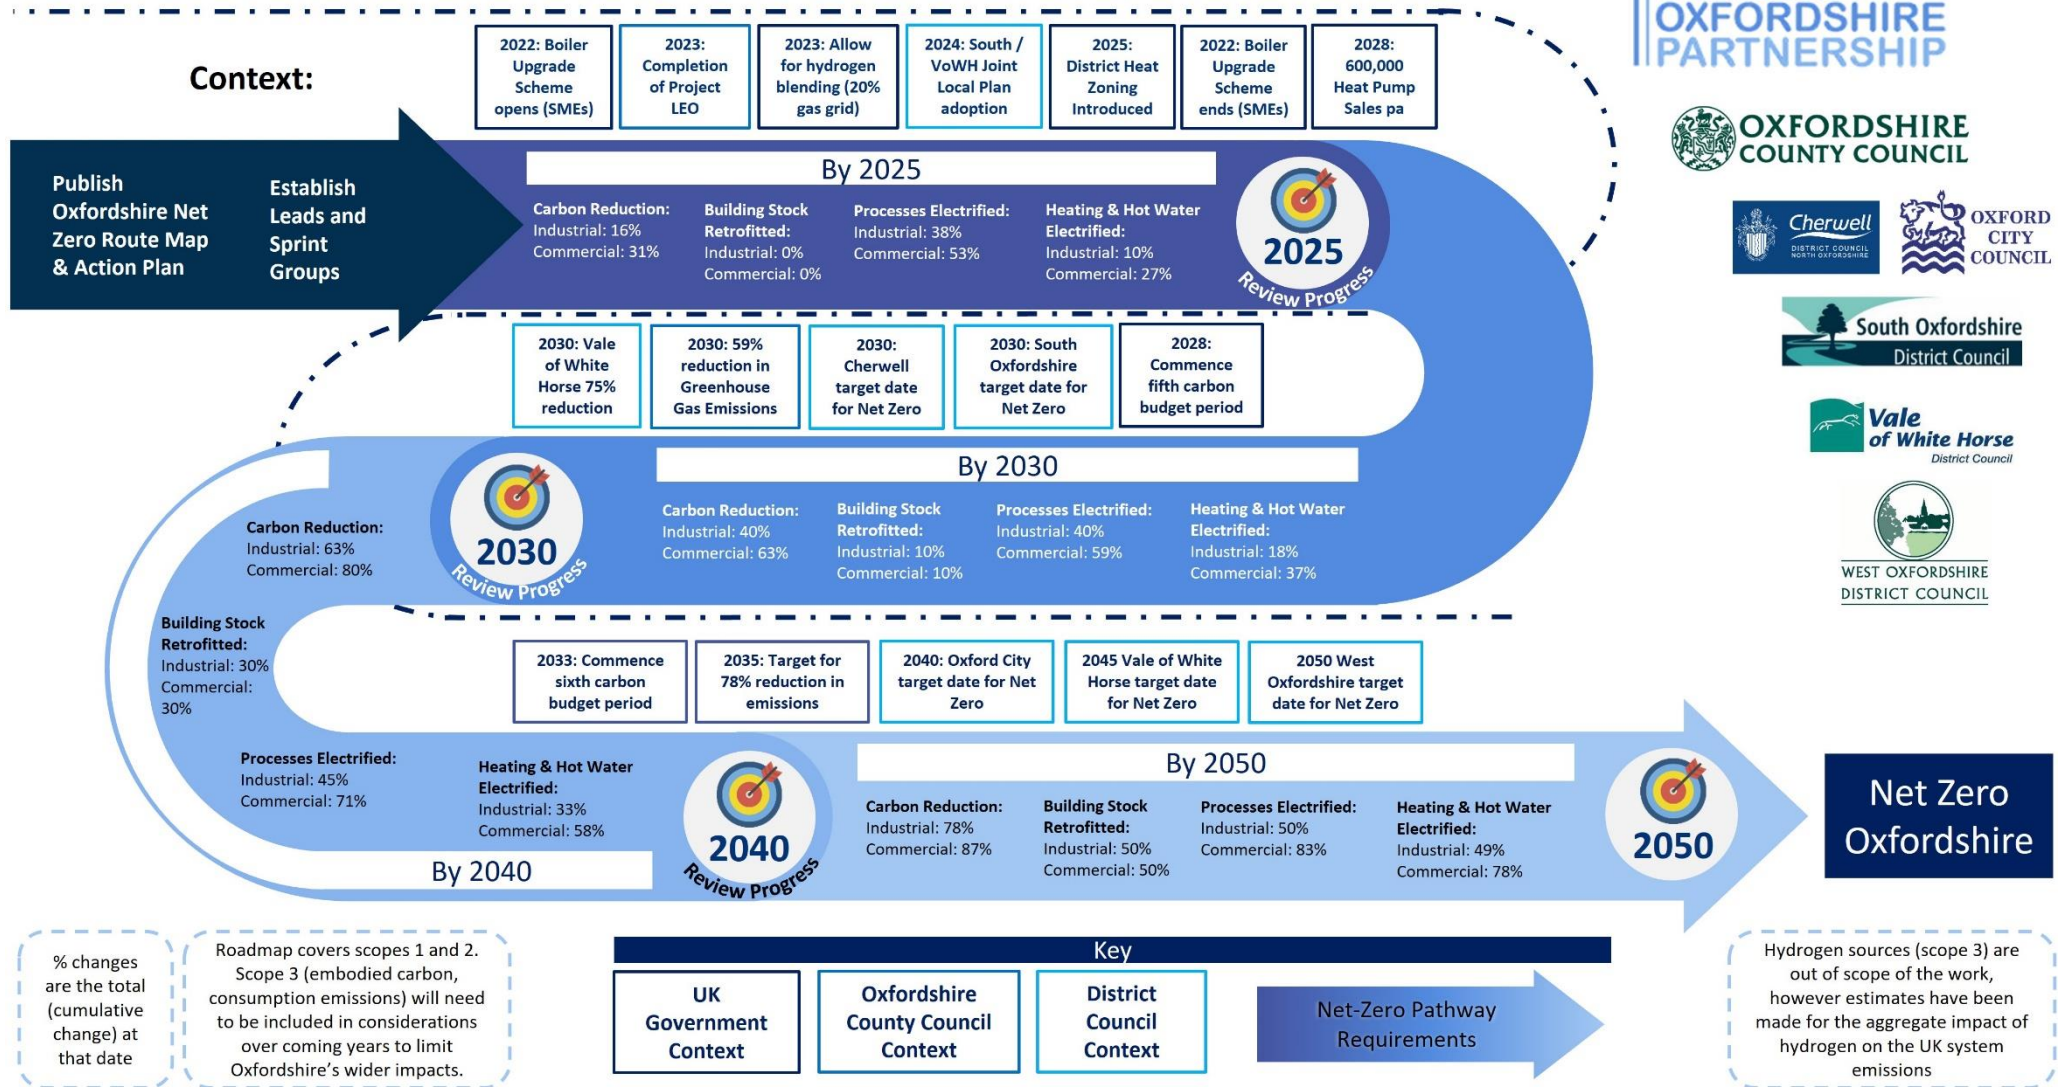 OXFORDSHIRE
PARTNERSHIP
Context:
2022: Boiler
Upgrade
Scheme
opens (SMEs)
2023:
Completion
of Project
LEO
2023: Allow
for hydrogen
blending (20%
gas grid)
2024: South /
VoWH Joint
Local Plan
adoption
2025:
District Heat
Zoning
Introduced
2022: Boiler
Upgrade
Scheme
ends (SMEs)
2028:
600,000
Heat Pump
Sales pa
OXFORDSHIRE
COUNTY COUNCIL
Cherwell
DISTRICT COUNCIL
NORTH OXFORDSHIRE
OXFORD
CITY
COUNCIL
South Oxfordshire
District Council
Vale
of White Horse
District Council
WEST OXFORDSHIRE
DISTRICT COUNCIL
Publish
Oxfordshire Net
Zero Route Map
& Action Plan
Establish
Leads and
Sprint
Groups
By 2025
Carbon Reduction:
Industrial: 16%
Commercial: 31%
Building Stock
Retrofitted:
Industrial: 0%
Commercial: 0%
Processes Electrified:
Industrial: 38%
Commercial: 53%
Heating & Hot Water
Electrified:
Industrial: 10%
Commercial: 27%
2025
Review Progress
2030: Vale
of White
Horse 75%
reduction
2030: 59%
reduction in
Greenhouse
Gas Emissions
2030:
Cherwell
target date
for Net Zero
2030: South
Oxfordshire
target date for
Net Zero
2028:
Commence
fifth carbon
budget period
By 2030
Carbon Reduction:
Industrial: 40%
Commercial: 63%
Building Stock
Retrofitted:
Industrial: 10%
Commercial: 10%
Processes Electrified:
Industrial: 40%
Commercial: 59%
Heating & Hot Water
Electrified:
Industrial: 18%
Commercial: 37%
2030
Review Progress
Carbon Reduction:
Industrial: 63%
Commercial: 80%
Building Stock
Retrofitted:
Industrial: 30%
Commercial:
30%
Processes Electrified:
Industrial: 45%
Commercial: 71%
Heating & Hot Water
Electrified:
Industrial: 33%
Commercial: 58%
By 2040
2033: Commence
sixth carbon
budget period
2035: Target for
78% reduction in
emissions
2040: Oxford City
target date for Net
Zero
2045 Vale of White
Horse target date
for Net Zero
2050 West
Oxfordshire target
date for Net Zero
2040
Review Progress
By 2050
Carbon Reduction:
Industrial: 78%
Commercial: 87%
Building Stock
Retrofitted:
Industrial: 50%
Commercial: 50%
Processes Electrified:
Industrial: 50%
Commercial: 83%
Heating & Hot Water
Electrified:
Industrial: 49%
Commercial: 78%
2050
Net Zero
Oxfordshire
% changes
are the total
(cumulative
change) at
that date
Roadmap covers scopes 1 and 2.
Scope 3 (embodied carbon,
consumption emissions) will need
to be included in considerations
over coming years to limit
Oxfordshire's wider impacts.
Key
UK
Government
Context
Oxfordshire
County Council
Context
District
Council
Context
Net-Zero Pathway
Requirements
Hydrogen sources (scope 3) are
out of scope of the work,
however estimates have been
made for the aggregate impact of
hydrogen on the UK system
emissions